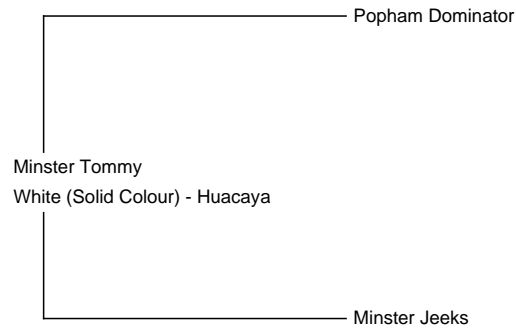 Popham Dominator
Minster Tommy
White (Solid Colour) - Huacaya
Minster Jeeks